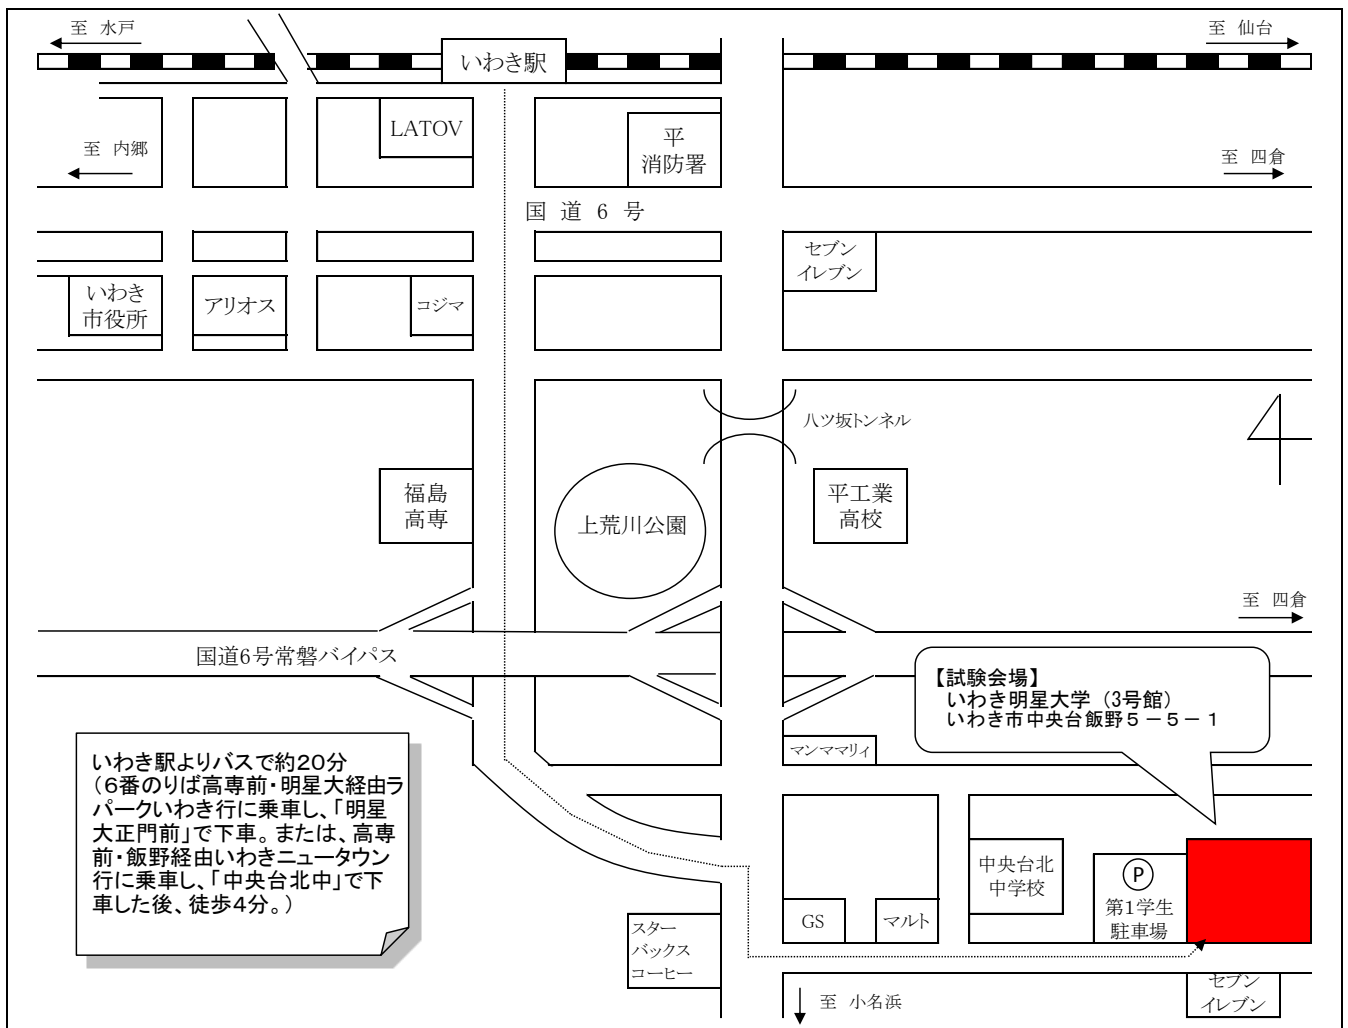 至 水戸
至 仙台
いわき駅
LATOV
平
消防署
至 内郷
至 四倉
国 道 6 号
セブン
イレブン
いわき
市役所
アリオス
コジマ
八ツ坂トンネル
福島
高専
上荒川公園
平工業
高校
至 四倉
国道6号常磐バイパス
【試験会場】
いわき明星大学 (3号館)
いわき市中央台飯野5-5-1
マンママリィ
いわき駅よりバスで約20分
(6番のりば高専前・明星大経由ラ
パークいわき行に乗車し、「明星
大正門前」で下車。または、高専
前・飯野経由いわきニュータウン
行に乗車し、「中央台北中」で下
車した後、徒歩4分。)
中央台北
中学校
P
第1学生
駐車場
GS
マルト
スター
バックス
コーヒー
セブン
イレブン
至 小名浜